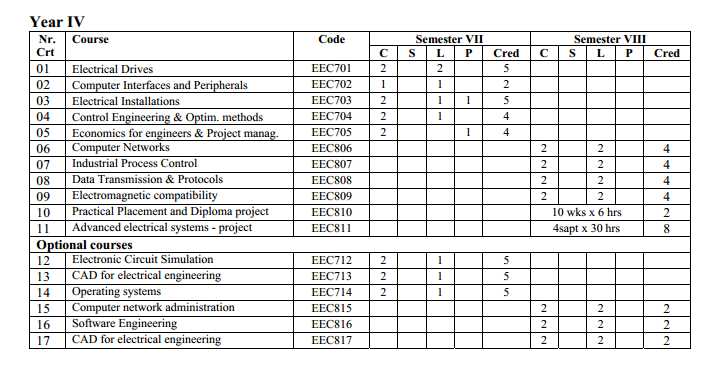 Year IV
Nr. Crt Course Code Semester VII Semester VIII
C S L P Cred C S L P Cred
01 Electrical Drives EEC701 2 2 5
02 Computer Interfaces and Peripherals EEC702 1 1 2
03 Electrical Installations EEC703 2 1 1 5
04 Control Engineering & Optim. methods EEC704 2 1 4
05 Economics for engineers & Project manag. EEC705 2 1 4
06 Computer Networks EEC806 2 2 4
07 Industrial Process Control EEC807 2 2 4
08 Data Transmission & Protocols EEC808 2 2 4
09 Electromagnetic compatibility EEC809 2 2 4
10 Practical Placement and Diploma project EEC810 10 wks x 6 hrs 2
11 Advanced electrical systems - project EEC811 4sapt x 30 hrs 8
Optional courses
12 Electronic Circuit Simulation EEC712 2 1 5
13 CAD for electrical engineering EEC713 2 1 5
14 Operating systems EEC714 2 1 5
15 Computer network administration EEC815 2 2 2
16 Software Engineering EEC816 2 2 2
17 CAD for electrical engineering EEC817 2 2 2